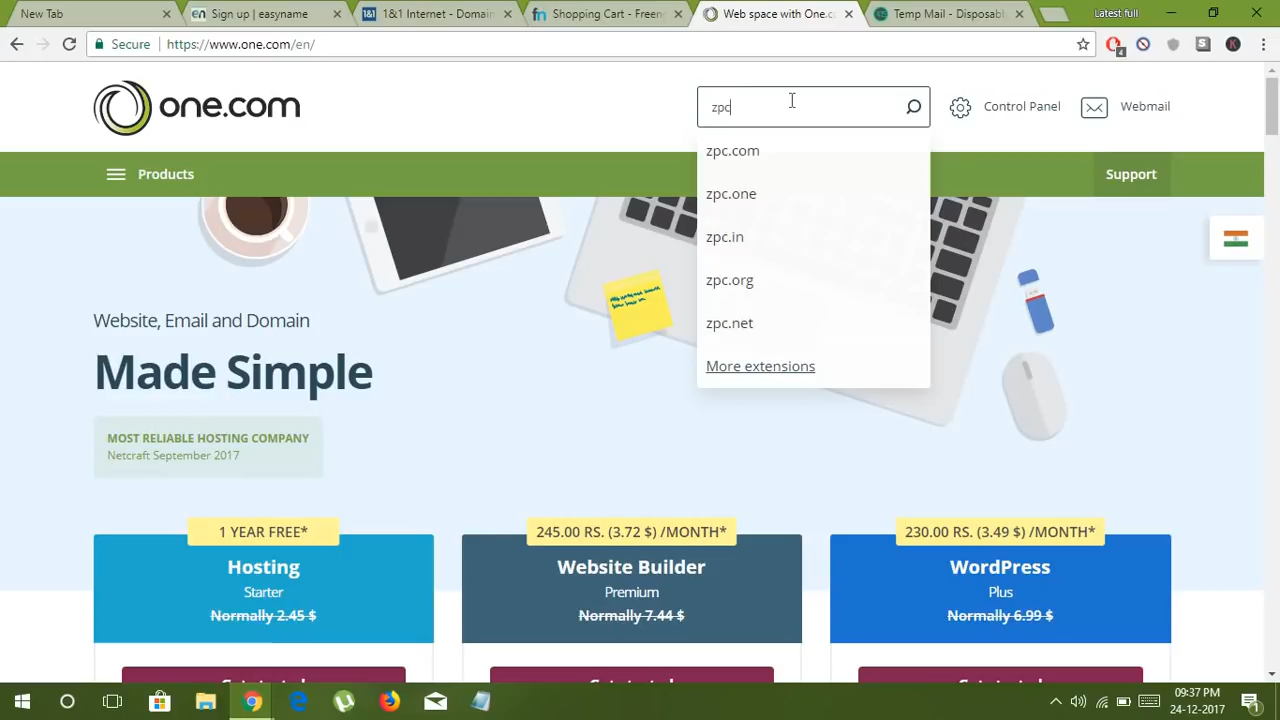 New Tab
Sign up | easyname
1&1 Internet - Domain
Shopping Cart - Freen
Web space with One.c
Temp Mail - Disposabl
Latest full
Secure
https://www.one.com/en/
4
one.com
zpc
Control Panel
Webmail
zpc.com
Products
Support
zpc.one
zpc.in
zpc.org
zpc.net
More extensions
Website, Email and Domain
Made Simple
MOST RELIABLE HOSTING COMPANY
Netcraft September 2017
1 YEAR FREE*
245.00 RS. (3.72 $) /MONTH*
230.00 RS. (3.49 $) /MONTH*
Hosting
Website Builder
WordPress
Starter
Premium
Plus
Normally 2.45 $
Normally 7.44 $
Normally 6.99 $
09:37 PM
24-12-2017